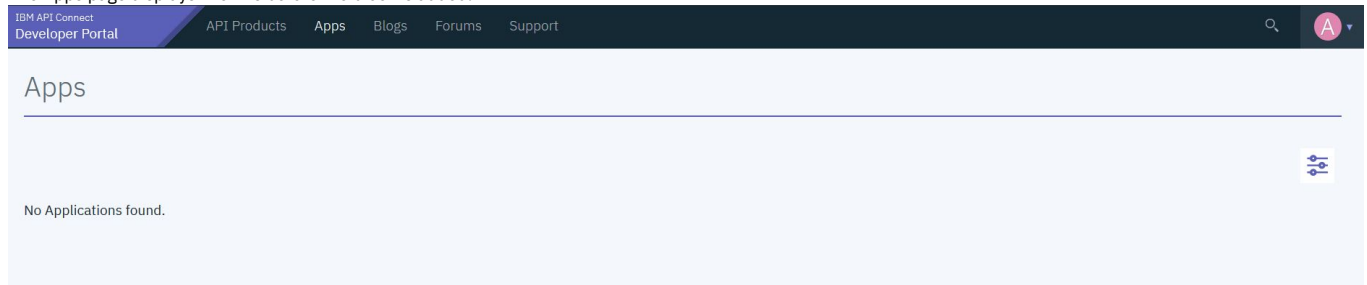 IBM API Connect
Developer Portal
API Products Apps Blogs Forums Support
A
Apps
No Applications found.